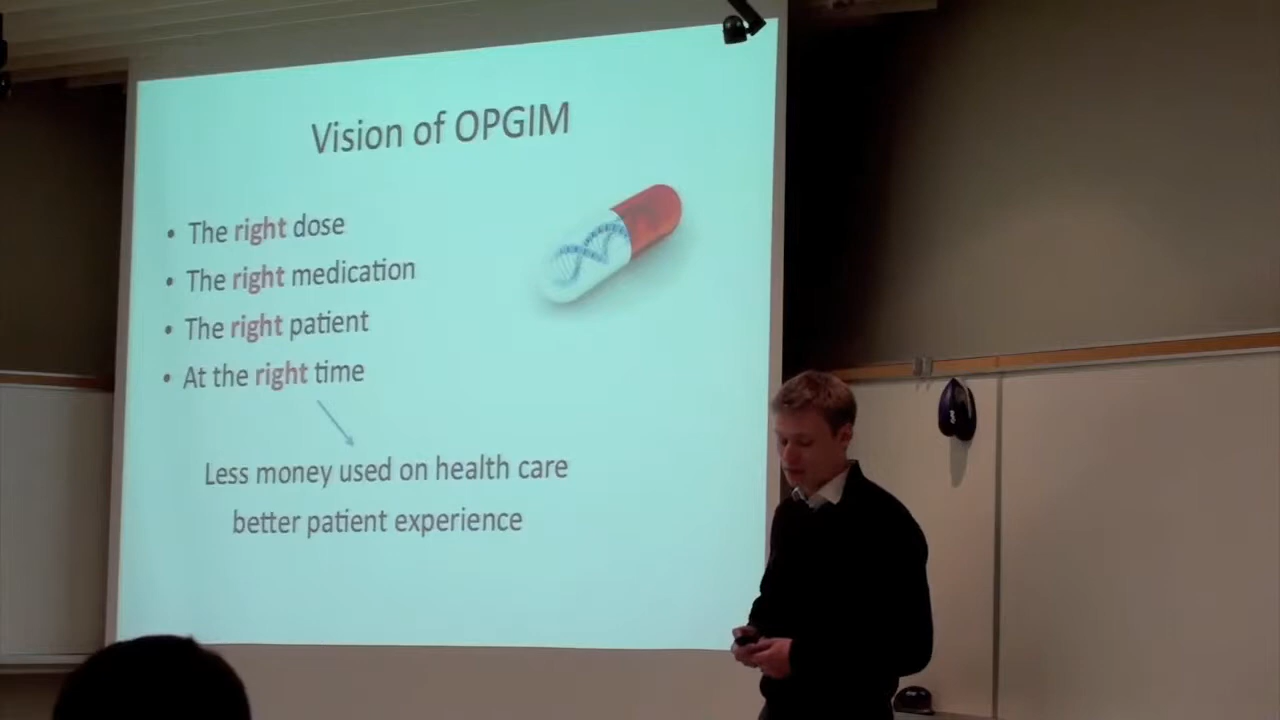 Vision of OPGIM
• The right dose
• The right medication
• The right patient
• At the right time
Less money used on health care
better patient experience